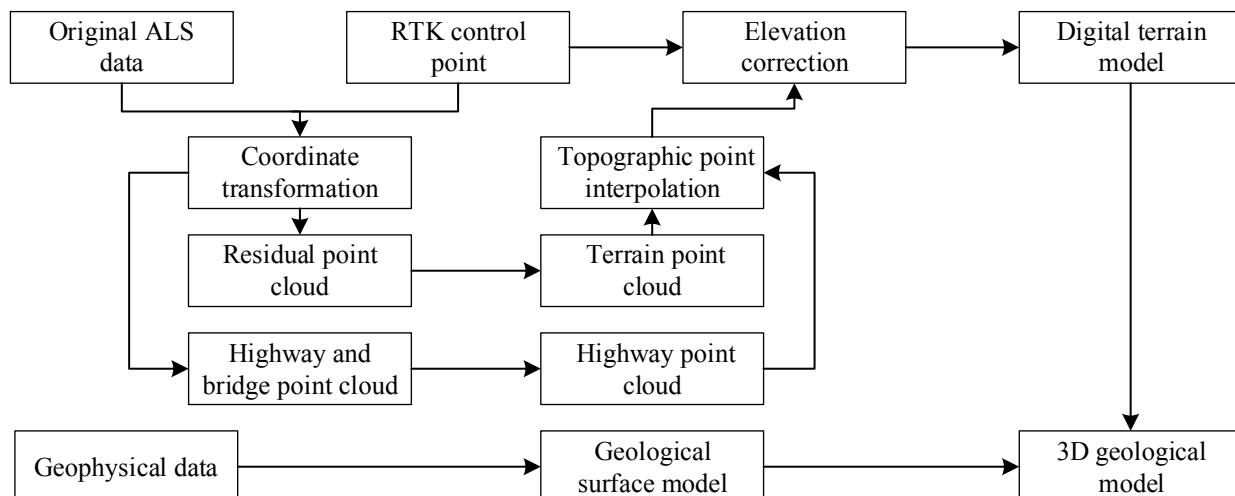 Original ALS
data
RTK control
point
Elevation
correction
Digital terrain
model
Coordinate
transformation
Topographic point
interpolation
Residual point
cloud
Terrain point
cloud
Highway and
bridge point cloud
Highway point
cloud
Geophysical data
Geological
surface model
3D geological
model